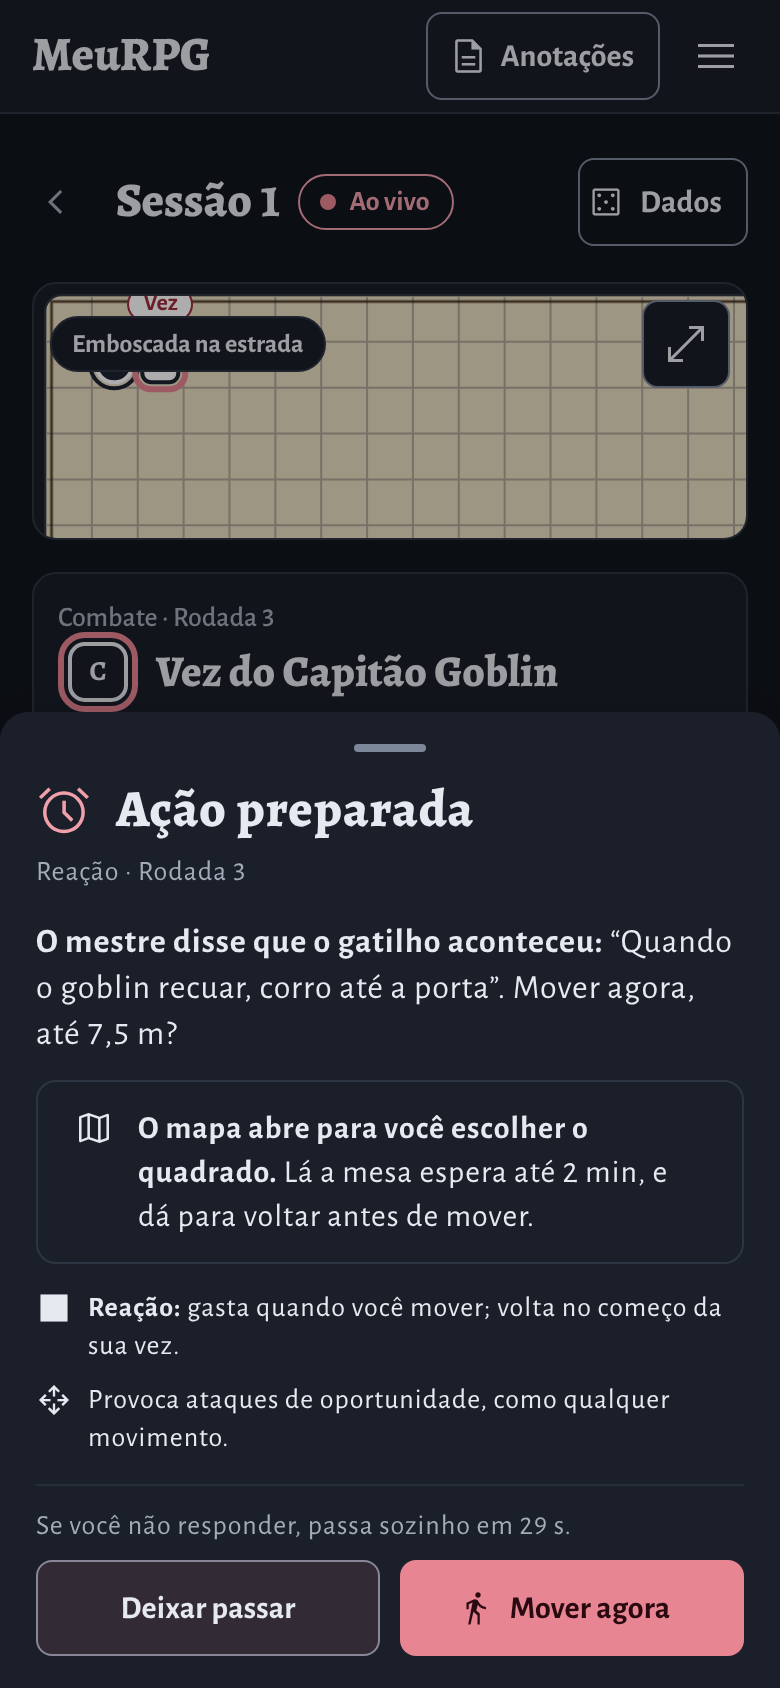 MeuRPG
Anotações
Sessão 1
Ao vivo
Dados
Vez
Emboscada na estrada
Combate · Rodada 3
C
Vez do Capitão Goblin
Ação preparada
Reação · Rodada 3
O mestre disse que o gatilho aconteceu: “Quando
o goblin recuar, corro até a porta”. Mover agora,
até 7,5 m?
O mapa abre para você escolher o
quadrado. Lá a mesa espera até 2 min, e
dá para voltar antes de mover.
Reação: gasta quando você mover; volta no começo da
sua vez.
Provoca ataques de oportunidade, como qualquer
movimento.
Se você não responder, passa sozinho em 29 s.
Deixar passar
Mover agora